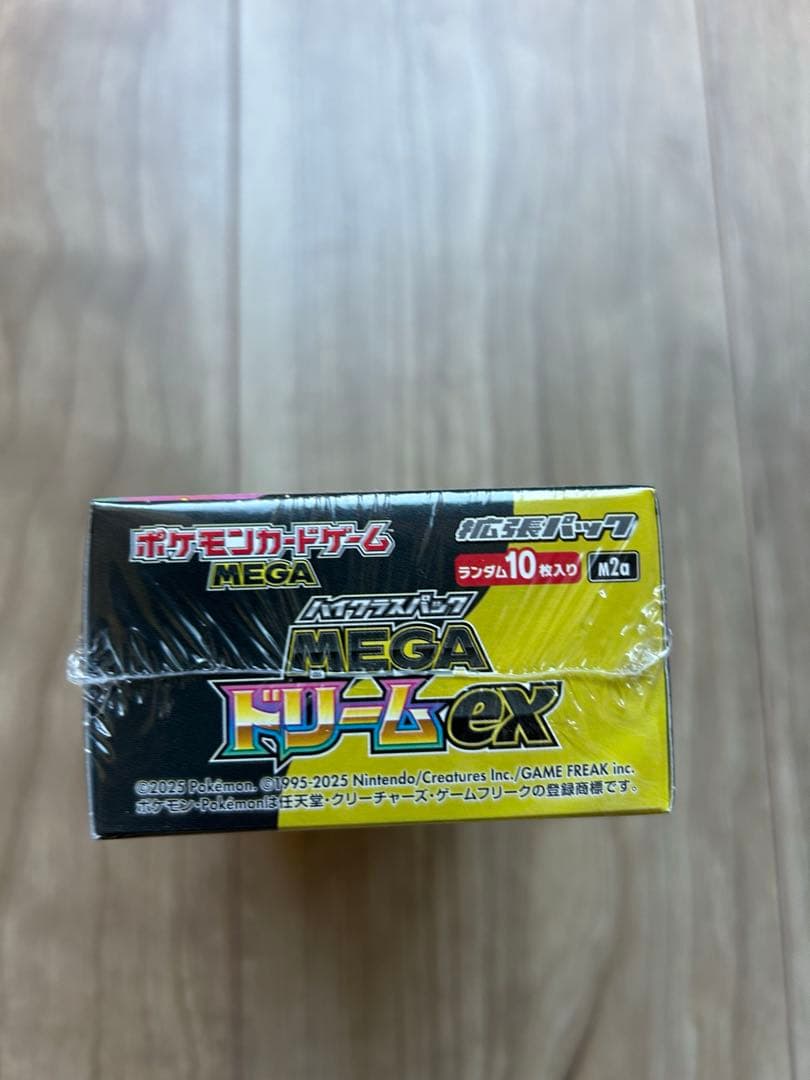 ポケモンカードゲーム
MEGA
拡張パック
ランダム10枚入り M2a
ハイクラスパック
MEGA
ドリームex
©2025 Pokémon. ©1995-2025 Nintendo/Creatures Inc./GAME FREAK inc.
ポケモン・Pokémonは任天堂・クリーチャーズ・ゲームフリークの登録商標です。